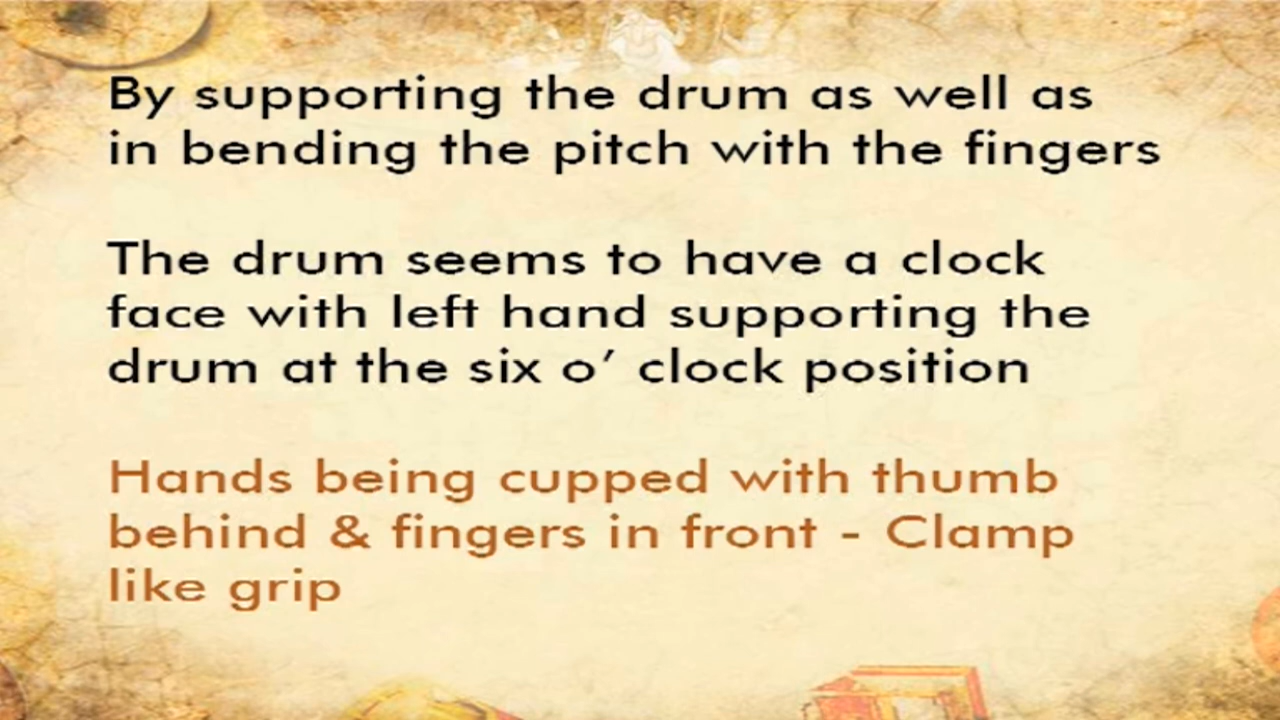 By supporting the drum as well as
in bending the pitch with the fingers
The drum seems to have a clock
face with left hand supporting the
drum at the six o’ clock position
Hands being cupped with thumb
behind & fingers in front - Clamp
like grip